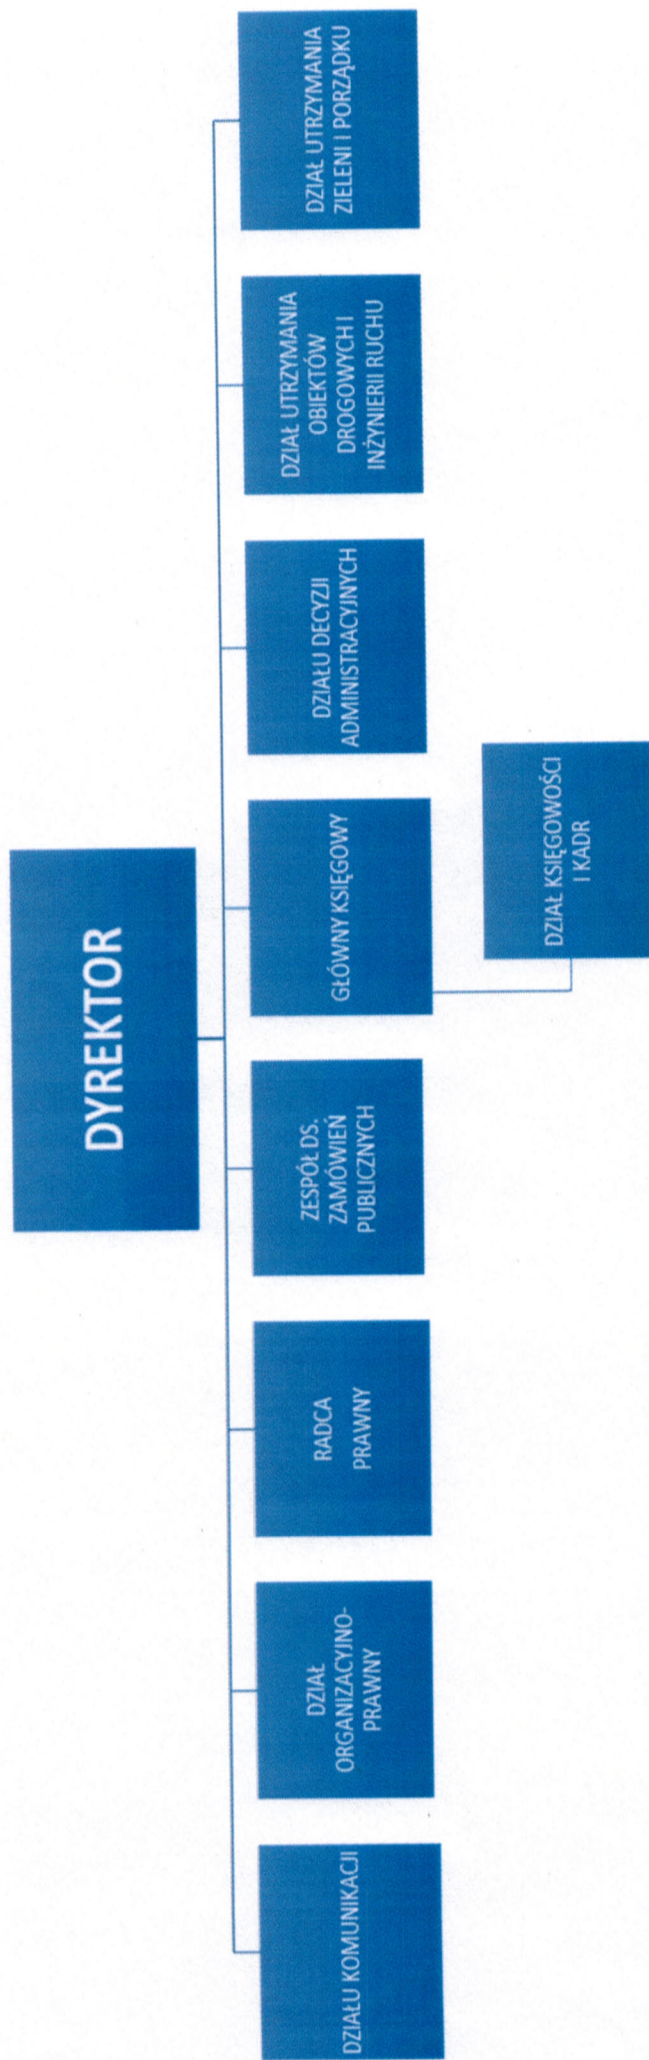 DYREKTOR
DZIAŁU KOMUNIKACJI
DZIAŁ
ORGANIZACYJNO-
PRAWNY
RADCA
PRAWNY
ZESPÓŁ DS.
ZAMÓWIEŃ
PUBLICZNYCH
GŁÓWNY KSIĘGOWY
DZIAŁU DECYZJI
ADMINISTRACYJNYCH
DZIAŁ UTRZYMANIA
OBIEKTÓW
DROGOWYCH I
INŻYNIERII RUCHU
DZIAŁ UTRZYMANIA
ZIELENI I PORZĄDKU
DZIAŁ KSIĘGOWOŚCI
I KADR